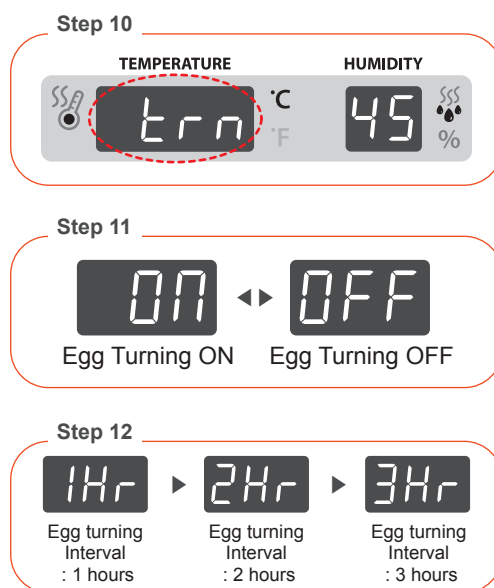 Step 10
TEMPERATURE HUMIDITY
trn °C °F 45 %
Step 11
ON OFF
Egg Turning ON Egg Turning OFF
Step 12
1Hr 2Hr 3Hr
Egg turning Egg turning Egg turning
Interval Interval Interval
: 1 hours : 2 hours : 3 hours